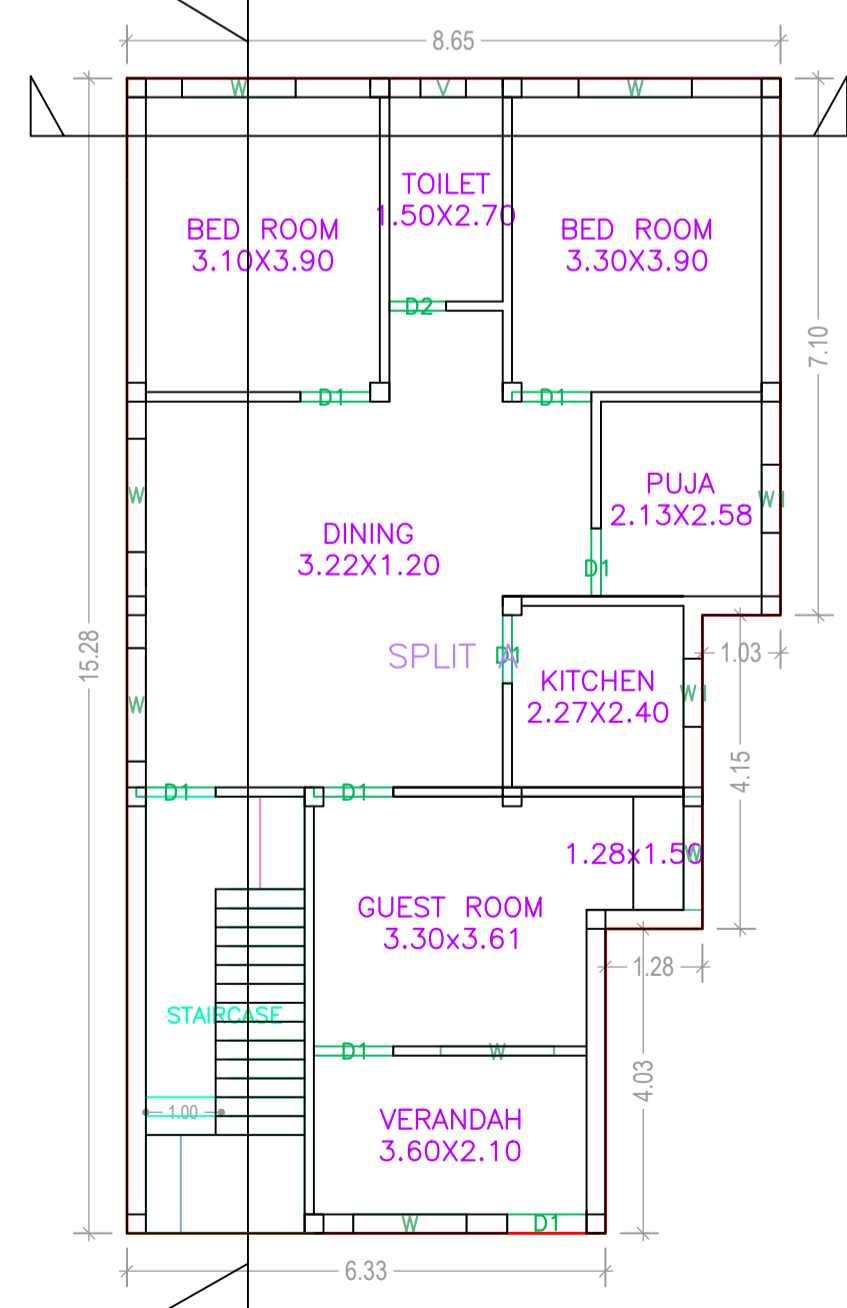 8.65
W
V
W
TOILET
1.50X2.70
BED ROOM
3.10X3.90
BED ROOM
3.30X3.90
D2
7.10
D1
D1
PUJA
2.13X2.58
W
W1
DINING
3.22X1.20
D1
15.28
SPLIT A
D1
1.03
KITCHEN
2.27X2.40
W1
W
4.15
D1
D1
1.28x1.50
W
GUEST ROOM
3.30x3.61
1.28
STAIRCASE
D1
W
4.03
1.00
VERANDAH
3.60X2.10
W
D1
6.33